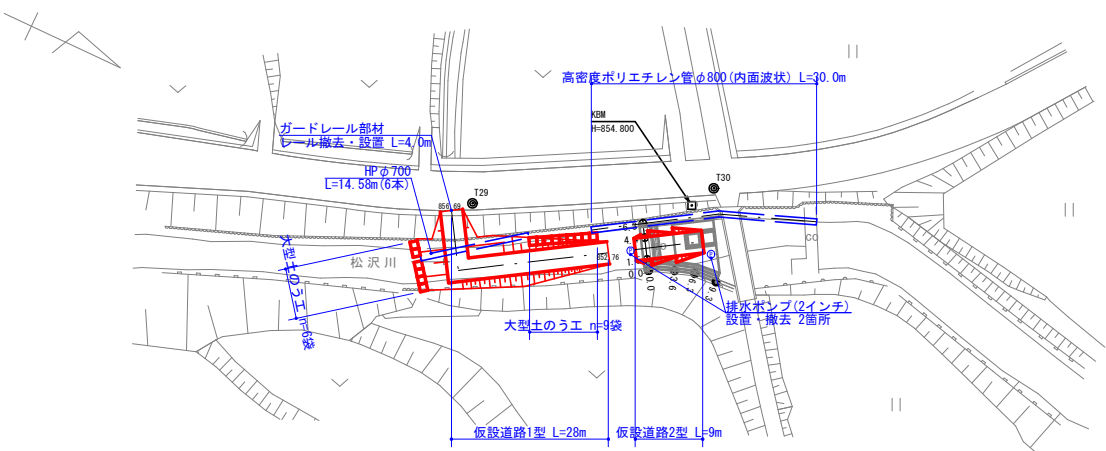 高密度ポリエチレン管φ800(内面波状) L=30.0m
KBM
H=854.800
ガードレール部材
レール撤去・設置 L=4.0m
HPφ700
L=14.58m(6本)
T30
T29
856.69
松沢川
852.76
CO
大型土のう工 n=6袋
大型土のう工 n=9袋
排水ポンプ(2インチ)
設置・撤去 2箇所
仮設道路1型 L=28m
仮設道路2型 L=9m